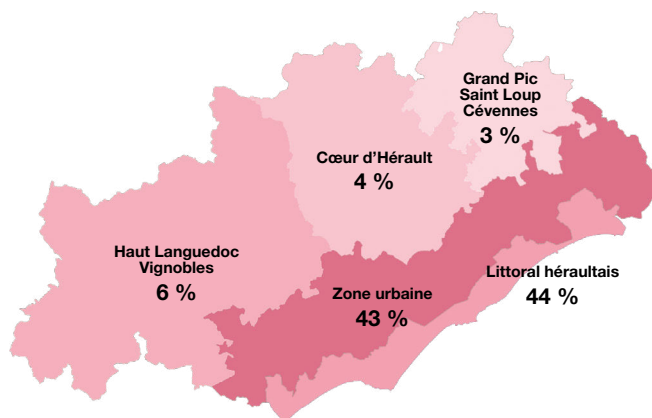 Grand Pic
Saint Loup
Cévennes
3 %
Cœur d'Hérault
4 %
Haut Languedoc
Vignobles
6 %
Zone urbaine
43 %
Littoral héraultais
44 %